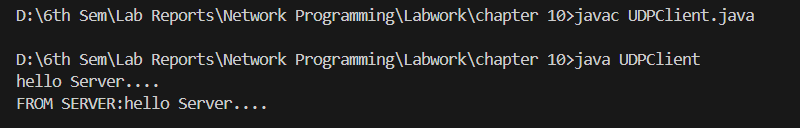 D:\6th Sem\Lab Reports\Network Programming\Labwork\chapter 10>javac UDPClient.java
D:\6th Sem\Lab Reports\Network Programming\Labwork\chapter 10>java UDPClient
hello Server....
FROM SERVER:hello Server....